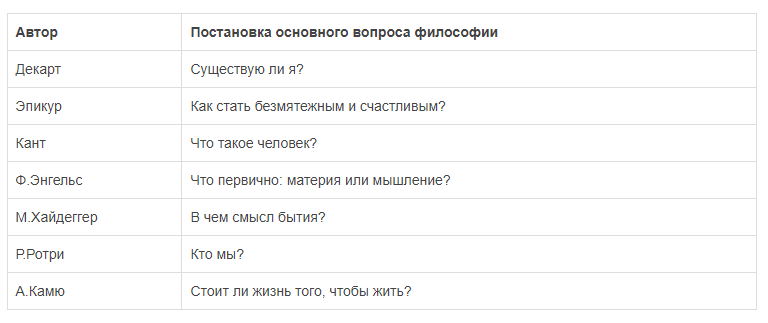 Автор Постановка основного вопроса философии
Декарт Существую ли я?
Эпикур Как стать безмятежным и счастливым?
Кант Что такое человек?
Ф.Энгельс Что первично: материя или мышление?
М.Хайдеггер В чем смысл бытия?
Р.Ротри Кто мы?
А.Камю Стоит ли жизнь того, чтобы жить?